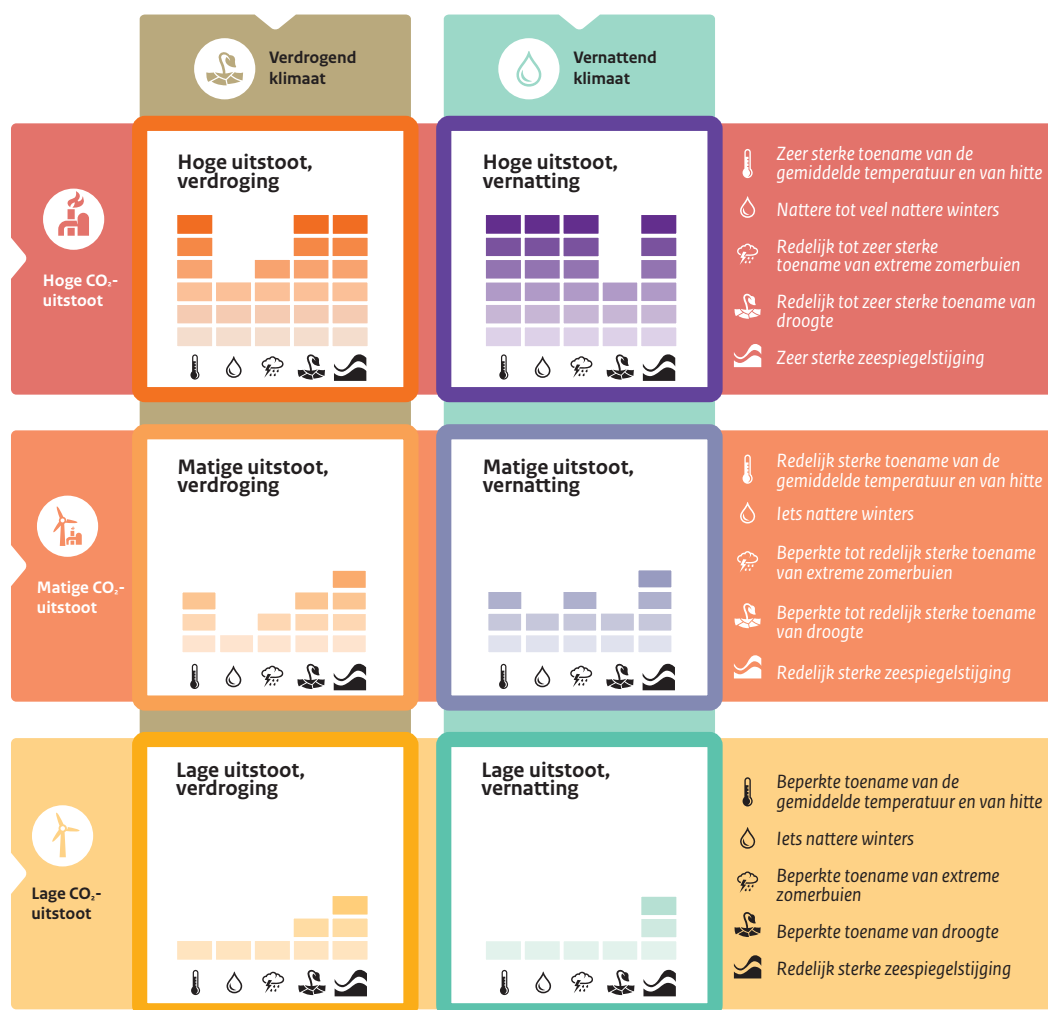 Verdrogend
klimaat
Vernattend
klimaat
Hoge CO₂-
uitstoot
Hoge uitstoot,
verdroging
Hoge uitstoot,
vernatting
Zeer sterke toename van de
gemiddelde temperatuur en van hitte
Nattere tot veel nattere winters
Redelijk tot zeer sterke
toename van extreme zomerbuien
Redelijk tot zeer sterke toename van
droogte
Zeer sterke zeespiegelstijging
Matige CO₂-
uitstoot
Matige uitstoot,
verdroging
Matige uitstoot,
vernatting
Redelijk sterke toename van de
gemiddelde temperatuur en van hitte
Iets nattere winters
Beperkte tot redelijk sterke toename
van extreme zomerbuien
Beperkte tot redelijk sterke toename
van droogte
Redelijk sterke zeespiegelstijging
Lage CO₂-
uitstoot
Lage uitstoot,
verdroging
Lage uitstoot,
vernatting
Beperkte toename van de
gemiddelde temperatuur en van hitte
Iets nattere winters
Beperkte toename van extreme
zomerbuien
Beperkte toename van droogte
Redelijk sterke zeespiegelstijging